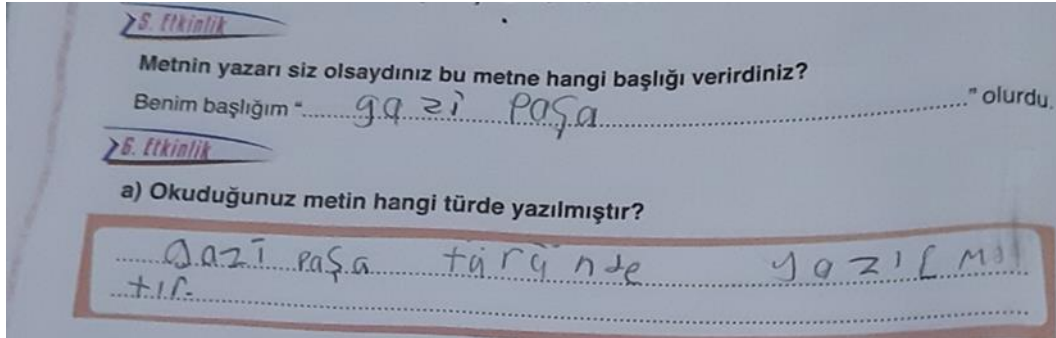 5. Etkinlik
Metnin yazarı siz olsaydınız bu metne hangi başlığı verirdiniz?
Benim başlığım "........gazi paşa................................" olurdu.
6. Etkinlik
a) Okuduğunuz metin hangi türde yazılmıştır?
gazi paşa türünde yazılmış
tır.